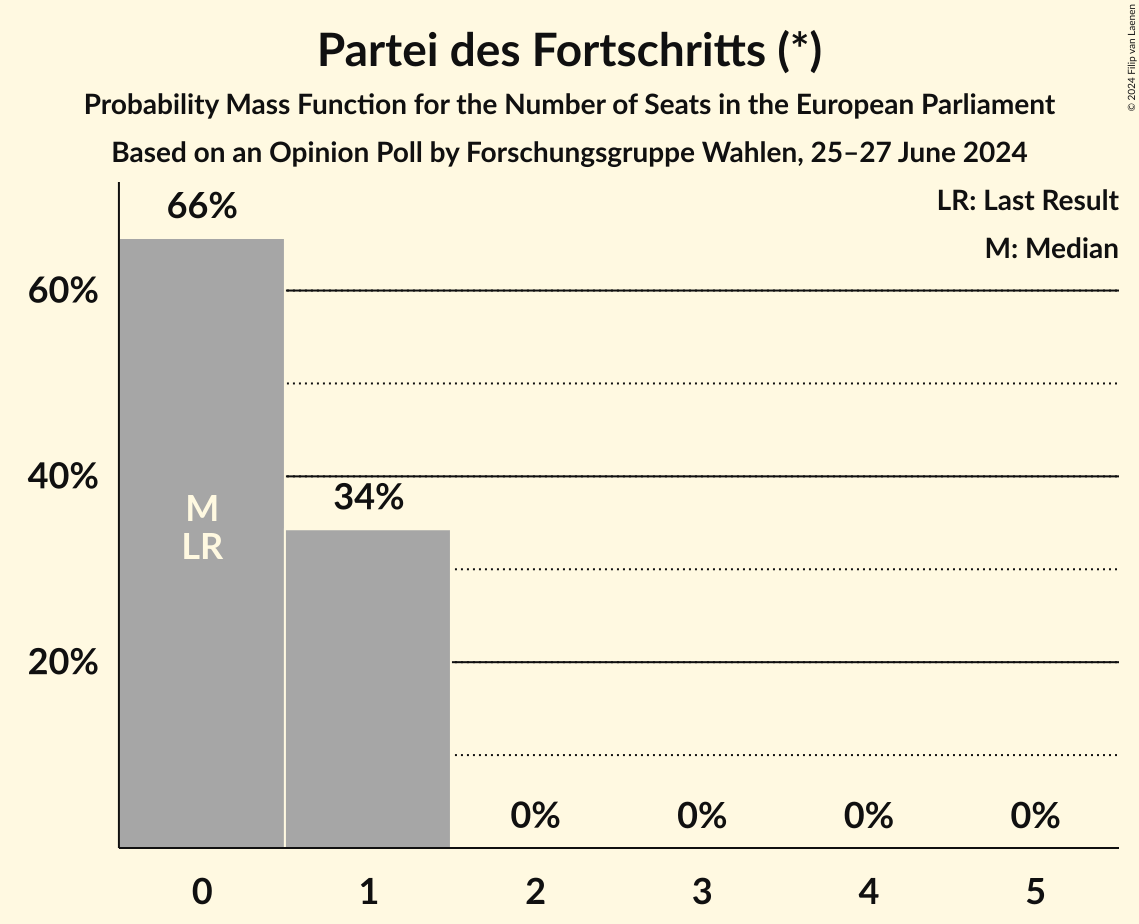 Partei des Fortschritts (*)
Probability Mass Function for the Number of Seats in the European Parliament
Based on an Opinion Poll by Forschungsgruppe Wahlen, 25–27 June 2024
© 2024 Filip van Laenen
LR: Last Result
M: Median
66%
60%
40%
34%
M
LR
20%
0% 0% 0% 0%
0 1 2 3 4 5